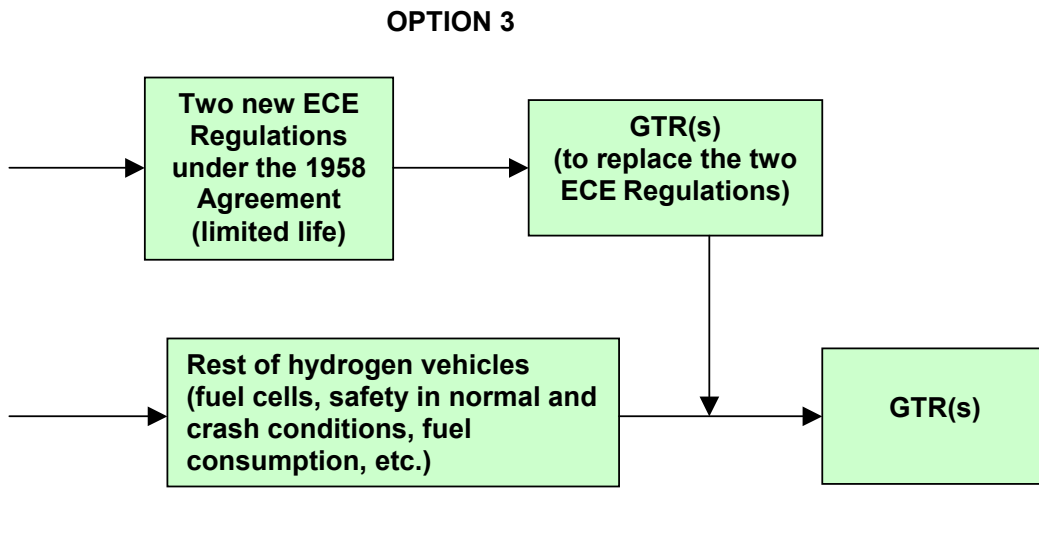 OPTION 3
Two new ECE
Regulations
under the 1958
Agreement
(limited life)
GTR(s)
(to replace the two
ECE Regulations)
Rest of hydrogen vehicles
(fuel cells, safety in normal and
crash conditions, fuel
consumption, etc.)
GTR(s)